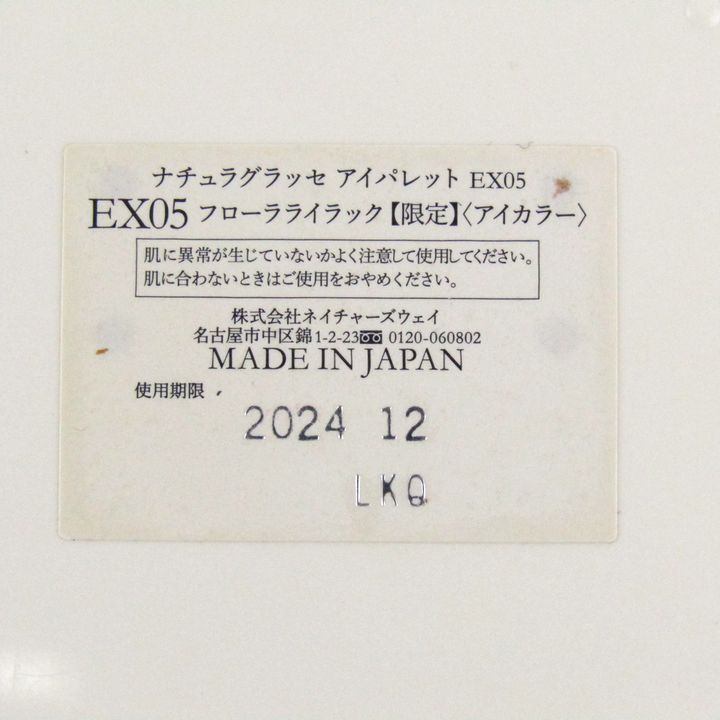 ナチュラグラッセ アイパレット EX05
EX05 フローラライラック【限定】〈アイカラー〉
肌に異常が生じていないかよく注意して使用してください。
肌に合わないときはご使用をおやめください。
株式会社ネイチャーズウェイ
名古屋市中区錦1-2-23 0120-060802
MADE IN JAPAN
使用期限
2024 12
LKQ